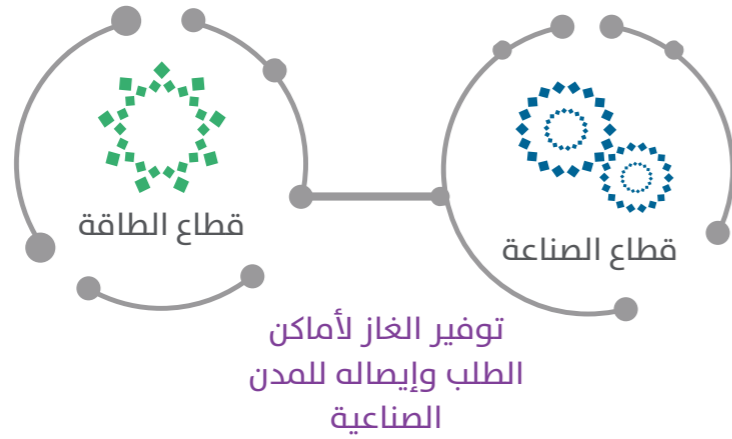 قطاع الصناعة
قطاع الطاقة
توفير الغاز لأماكن
الطلب وإيصاله للمدن
الصناعية